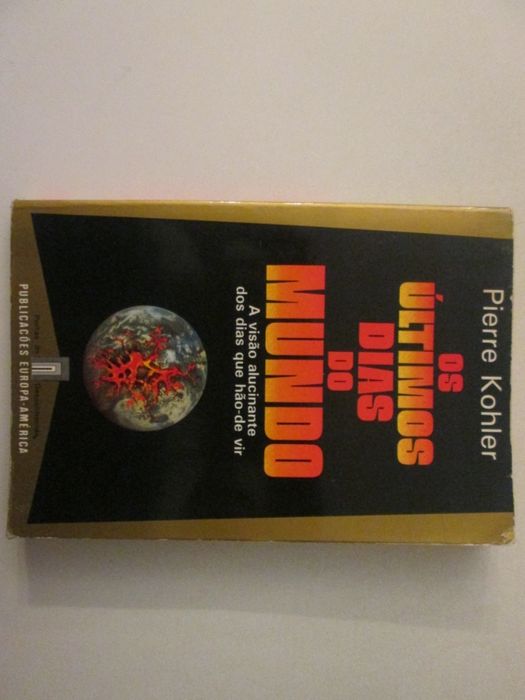 Pierre Kohler
OS
ÚLTIMOS
DIAS
DO
MUNDO
A visão alucinante
dos dias que hão-de vir
PUBLICAÇÕES EUROPA-AMÉRICA